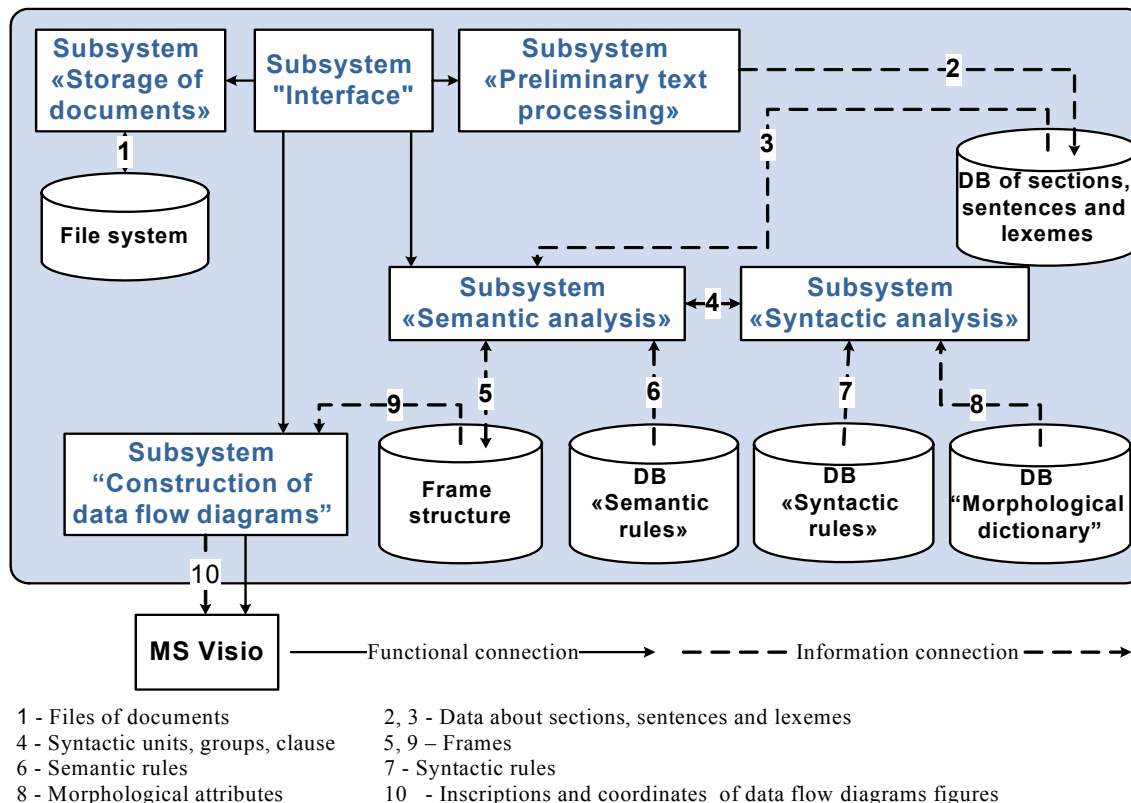 Subsystem
«Storage of
documents»
Subsystem
"Interface"
Subsystem
«Preliminary text
processing»
2
1
3
File system
DB of sections,
sentences and
lexemes
Subsystem
«Semantic analysis»
4
Subsystem
«Syntactic analysis»
5
6
7
8
9
Subsystem
“Construction of
data flow diagrams”
Frame
structure
DB
«Semantic
rules»
DB
«Syntactic
rules»
DB
“Morphological
dictionary”
10
MS Visio
Functional connection
Information connection
1 - Files of documents
2, 3 - Data about sections, sentences and lexemes
4 - Syntactic units, groups, clause
5, 9 – Frames
6 - Semantic rules
7 - Syntactic rules
8 - Morphological attributes
10 - Inscriptions and coordinates of data flow diagrams figures